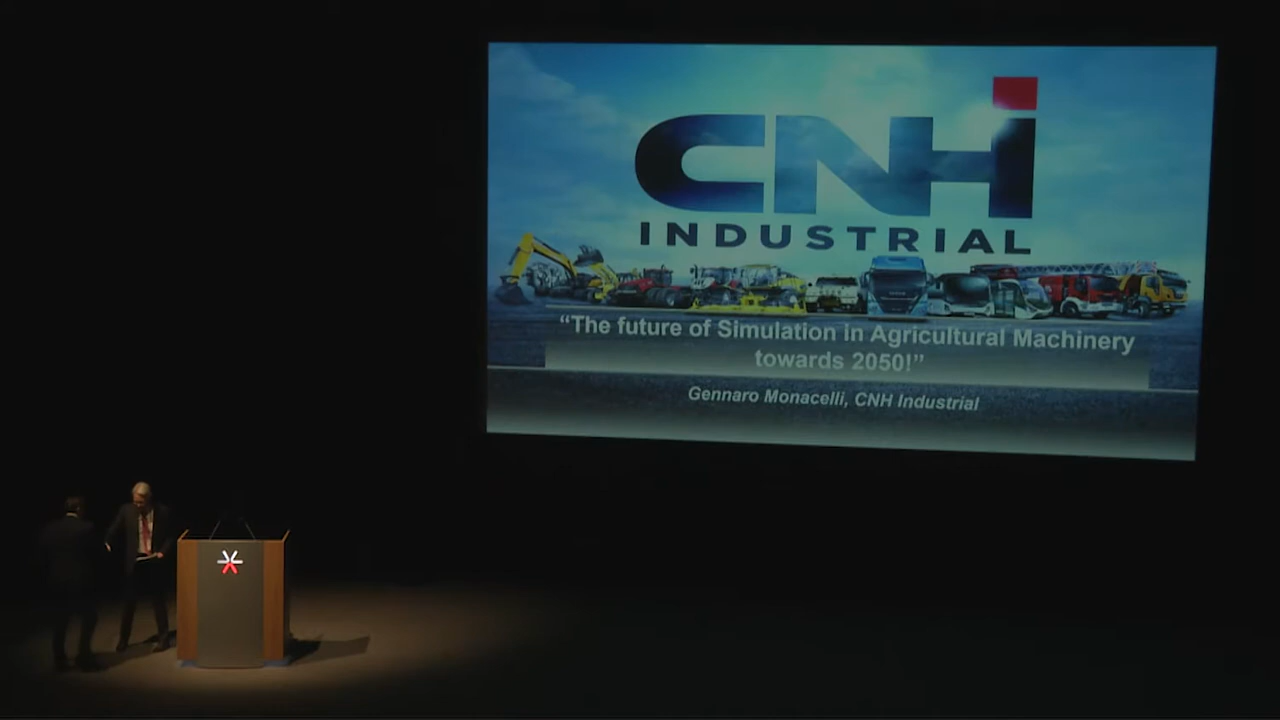 CNH
INDUSTRIAL
“The future of Simulation in Agricultural Machinery
towards 2050!”
Gennaro Monacelli, CNH Industrial